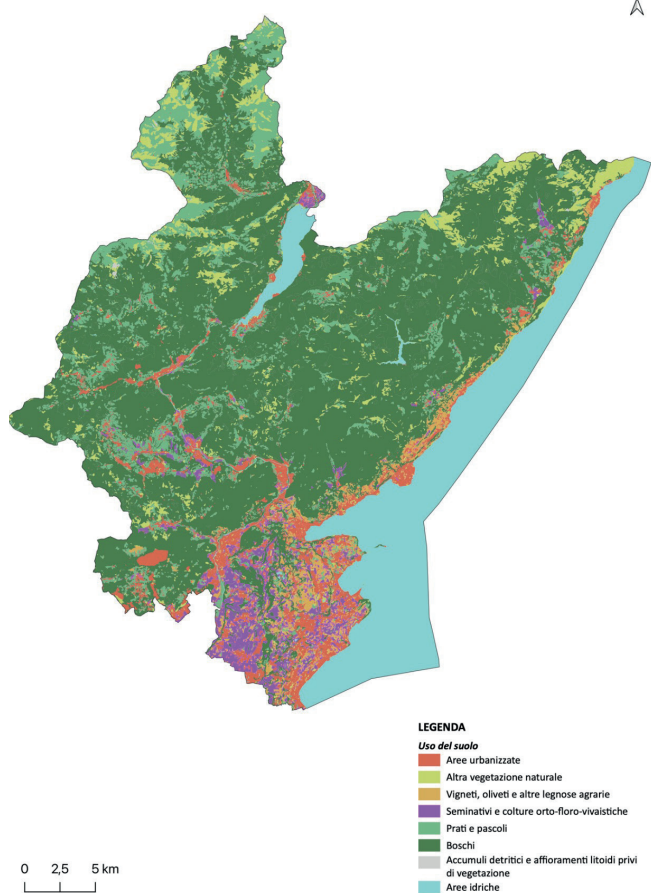 LEGENDA
Uso del suolo
Aree urbanizzate
Altra vegetazione naturale
Vigneti, oliveti e altre legnose agrarie
Seminativi e colture orto-floro-vivaistiche
Prati e pascoli
Boschi
Accumuli detritici e affioramenti litoidi privi
di vegetazione
Aree idriche
0 2,5 5 km